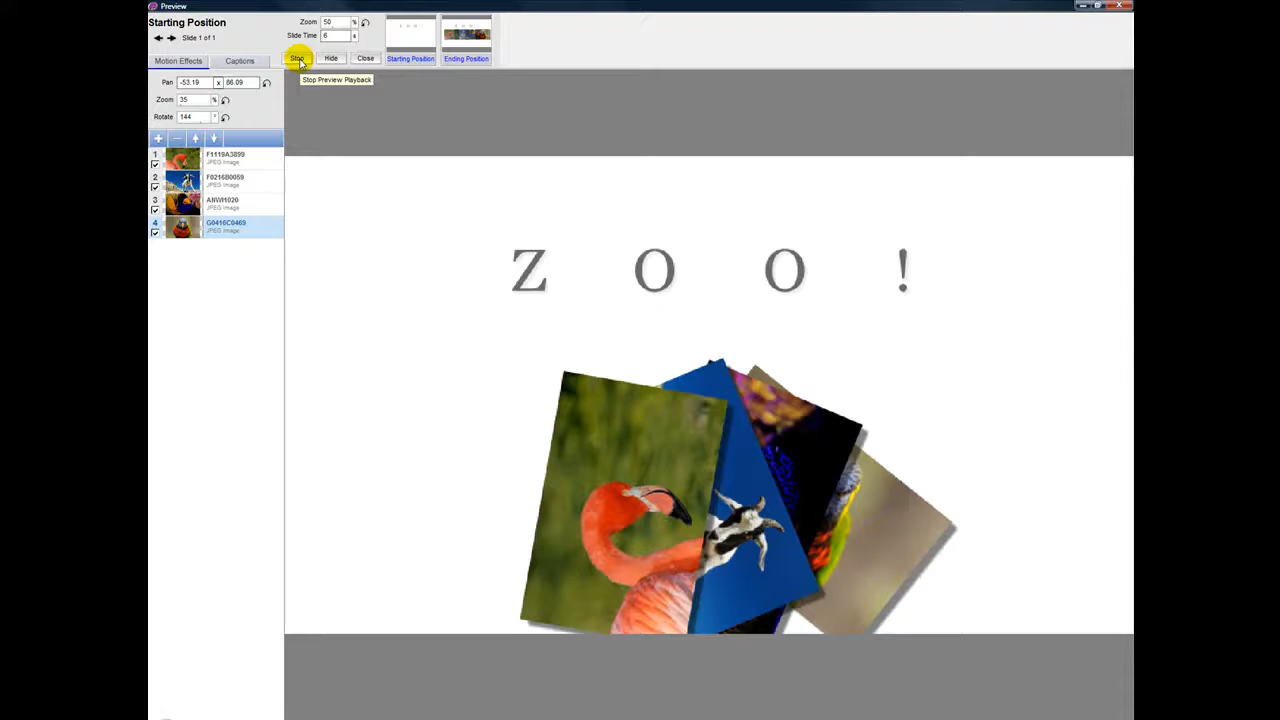 Preview
Starting Position
Slide 1 of 1
Zoom 50 %
Slide Time 6 s
Stop Hide Close
Starting Position Ending Position
Stop Preview Playback
Motion Effects Captions
Pan -53.19 x 86.09
Zoom 35 %
Rotate 144 °
1 F1119A3899
JPEG Image
2 F0216B0059
JPEG Image
3 ANWI1020
JPEG Image
4 G0416C0469
JPEG Image
Z O O !